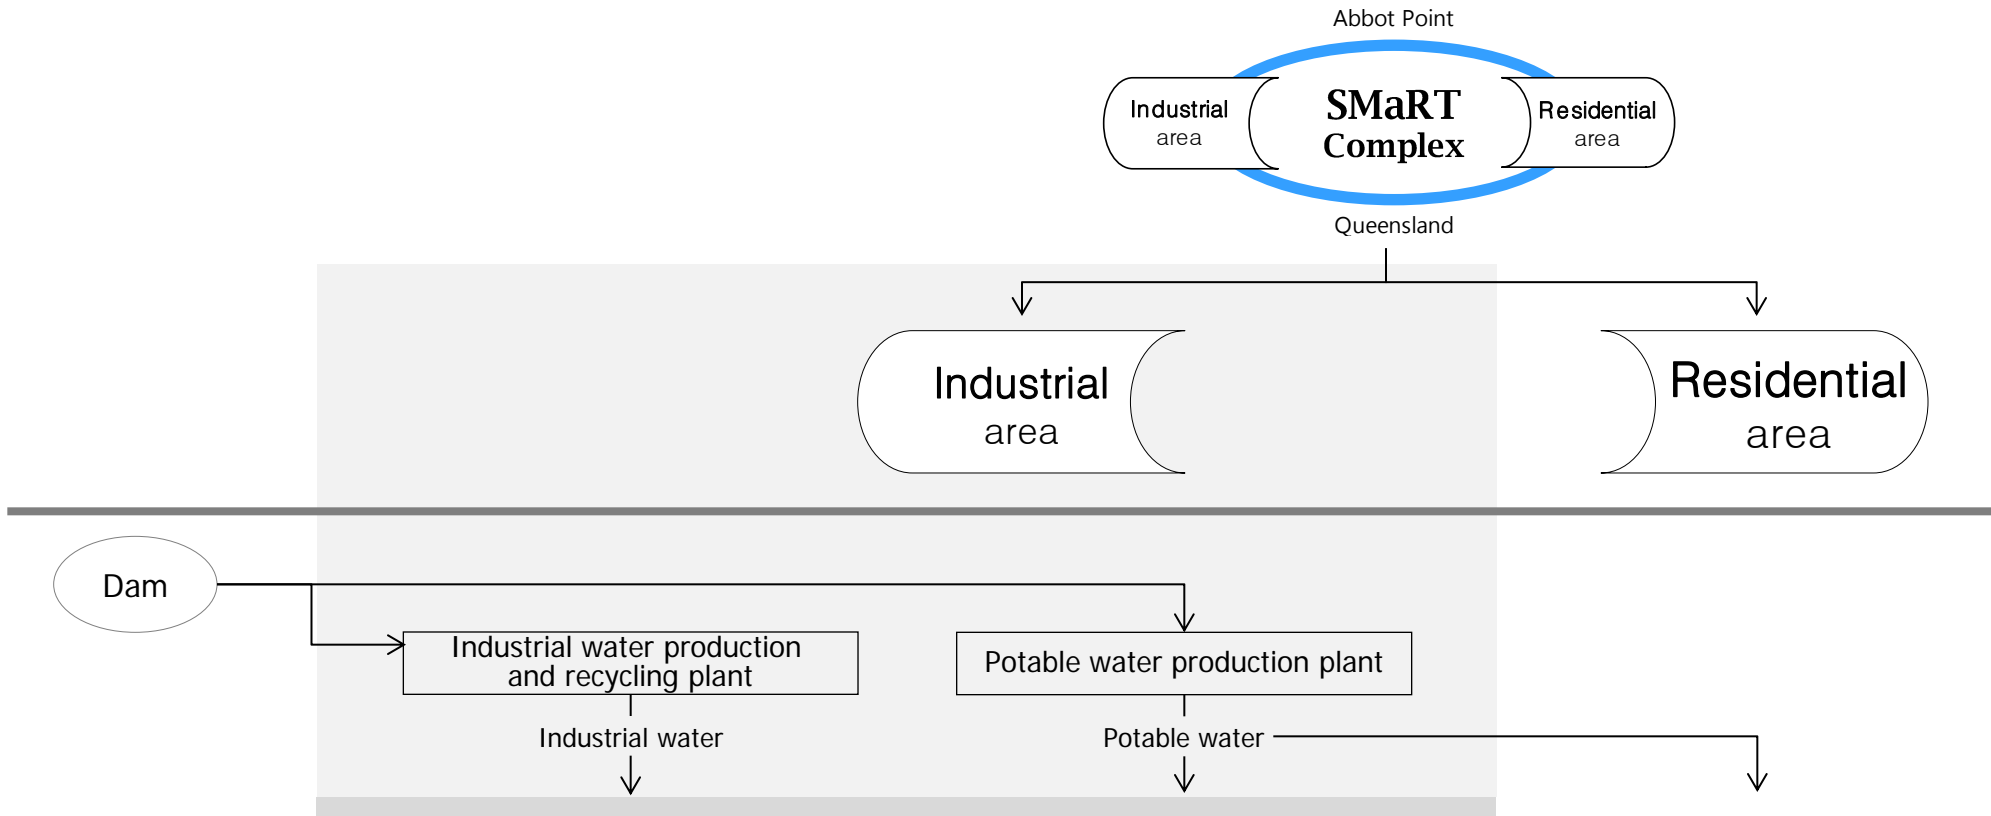 Abbot Point
Industrial
area
SMaRT
Complex
Residential
area
Queensland
Industrial
area
Residential
area
Dam
Industrial water production
and recycling plant
Potable water production plant
Industrial water
Potable water